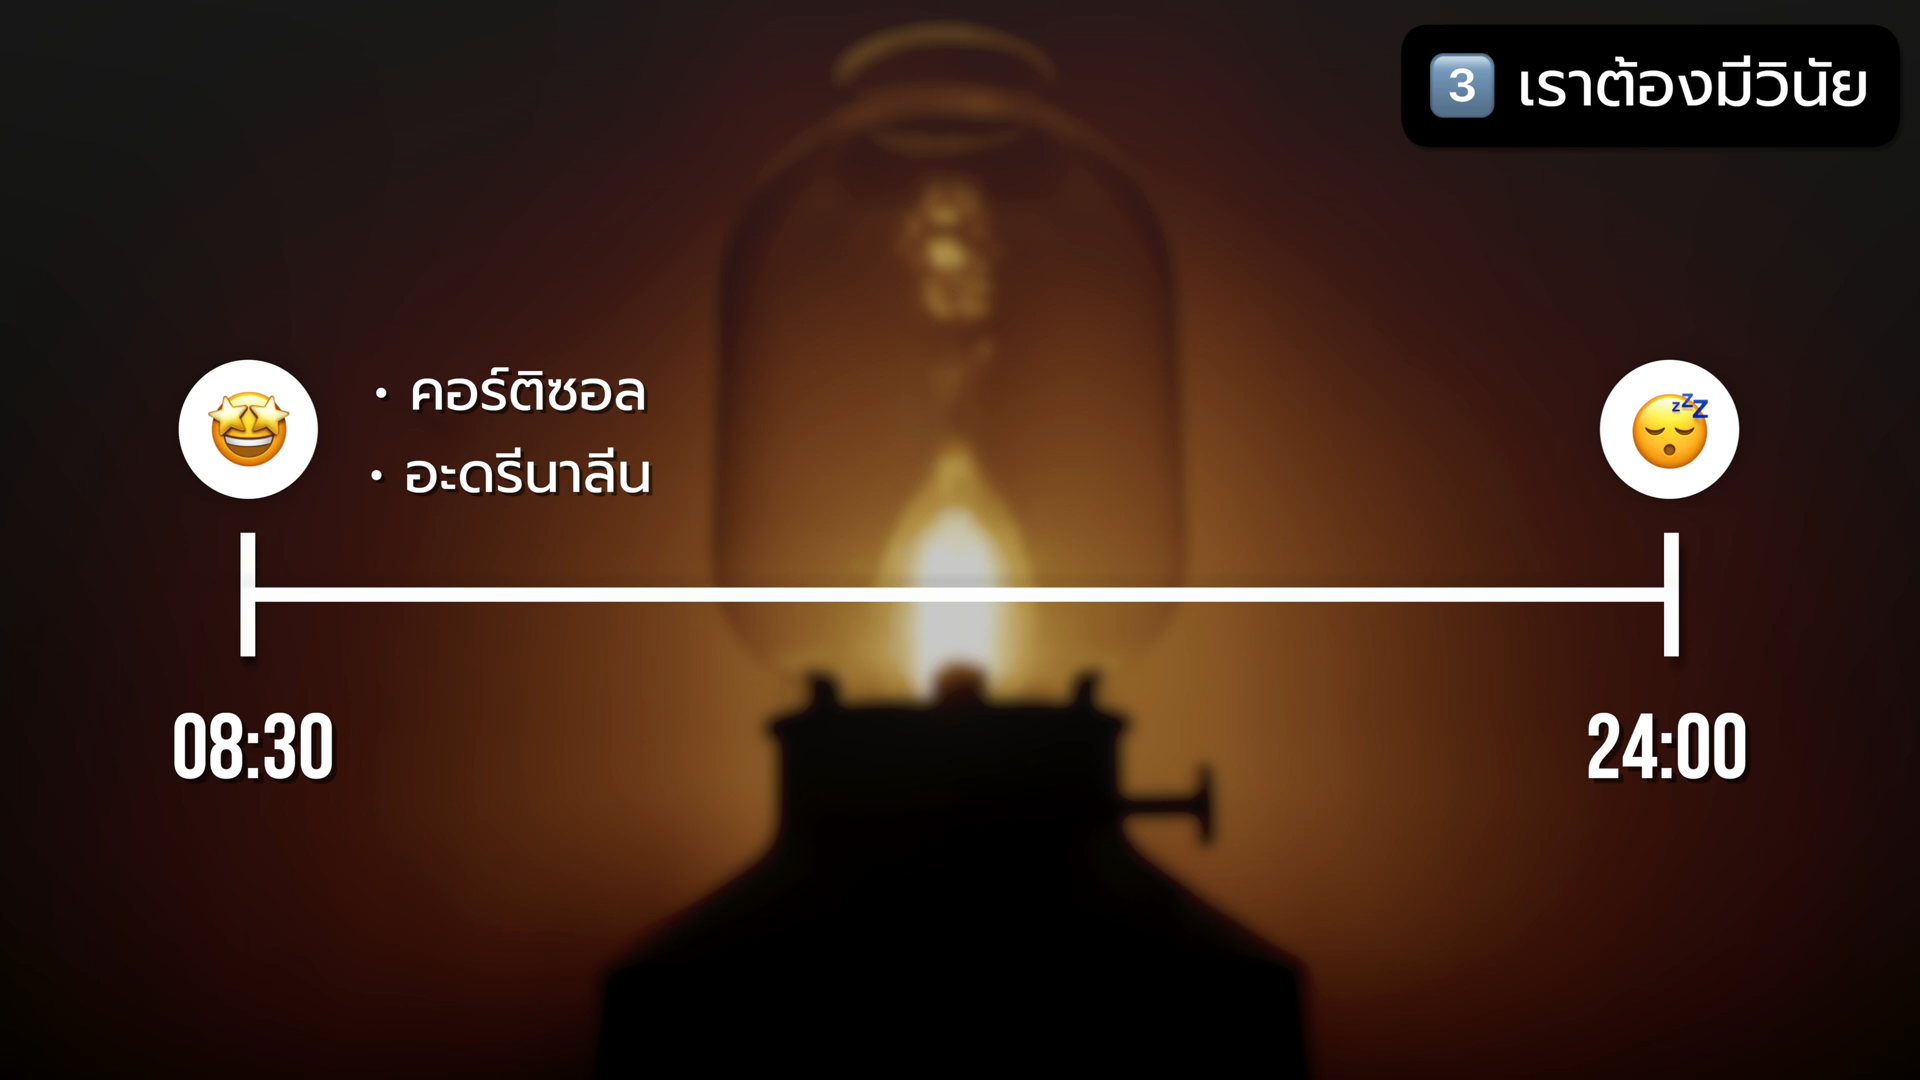 3 เราต้องมีวินัย
• คอร์ติซอล
• อะดรีนาลีน
08:30
24:00